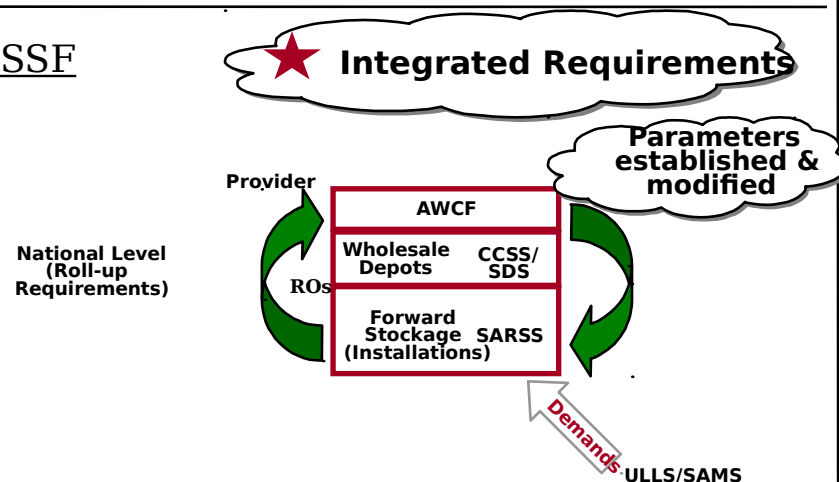 SSF
Integrated Requirements
Parameters
established &
modified
Provider
AWCF
National Level
(Roll-up
Requirements)
Wholesale
Depots
CCSS/
SDS
ROs
Forward
Stockage
(Installations)
SARSS
Demands
ULLS/SAMS